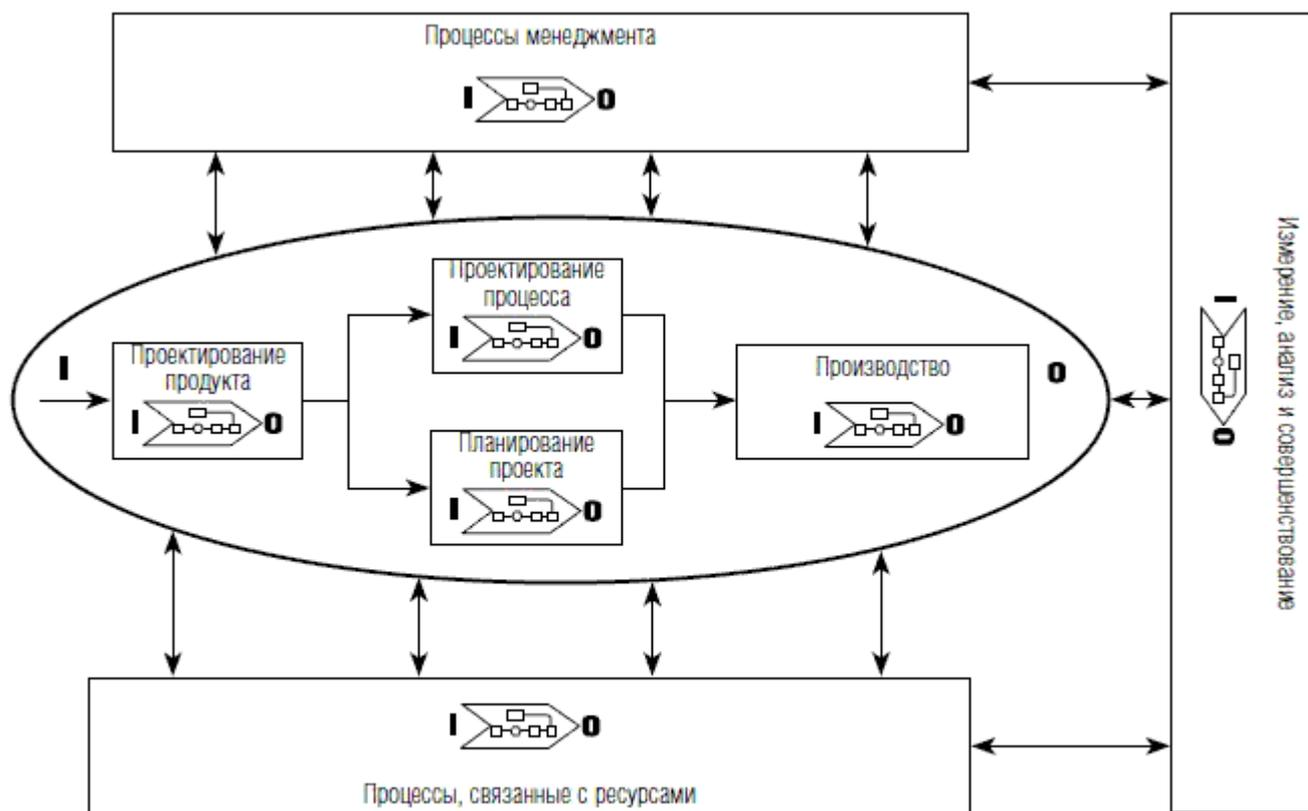 Процессы менеджмента
I
O
Проектирование
процесса
I
O
I
Проектирование
продукта
I
O
Планирование
проекта
I
O
Производство
I
O
O
I
O
Процессы, связанные с ресурсами
Измерение, анализ и совершенствование
I
O